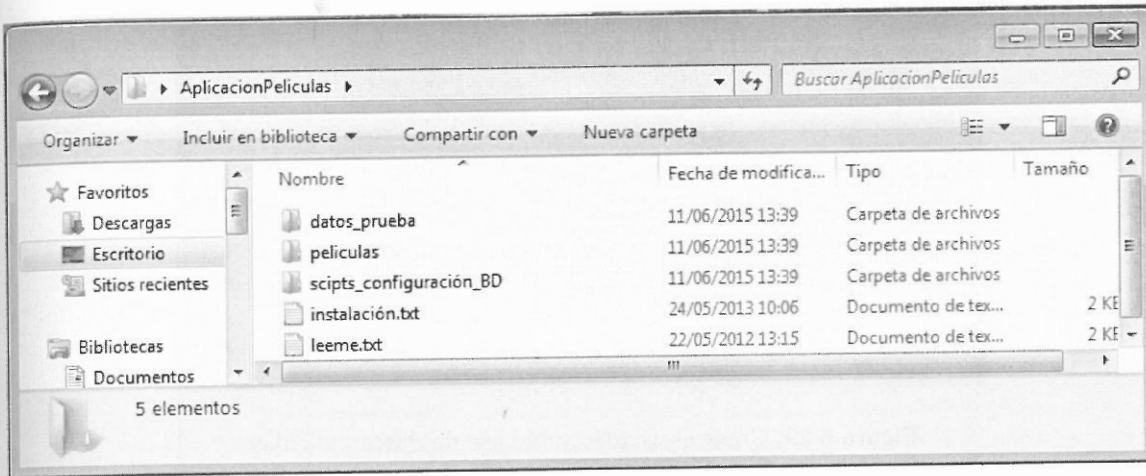 AplicacionPeliculas
Buscar AplicacionPeliculas
Organizar Incluir en biblioteca Compartir con Nueva carpeta
Favoritos
Descargas
Escritorio
Sitios recientes
Bibliotecas
Documentos
Nombre Fecha de modifica... Tipo Tamaño
datos_prueba 11/06/2015 13:39 Carpeta de archivos
peliculas 11/06/2015 13:39 Carpeta de archivos
scipts_configuración_BD 11/06/2015 13:39 Carpeta de archivos
instalación.txt 24/05/2013 10:06 Documento de tex... 2 KE
leeme.txt 22/05/2012 13:15 Documento de tex... 2 KE
5 elementos